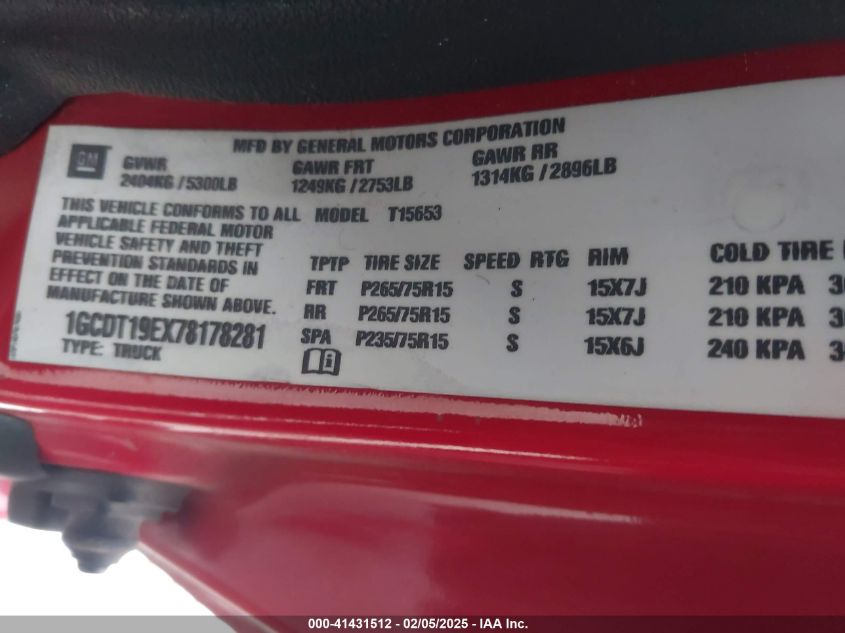 MFD BY GENERAL MOTORS CORPORATION
GM GVWR GAWR FRT GAWR RR
2404KG / 5300LB 1249KG / 2753LB 1314KG / 2896LB
THIS VEHICLE CONFORMS TO ALL MODEL T15653
APPLICABLE FEDERAL MOTOR
VEHICLE SAFETY AND THEFT
PREVENTION STANDARDS IN
EFFECT ON THE DATE OF
MANUFACTURE SHOWN ABOVE.
1GCDT19EX78178281
TYPE: TRUCK
TPTP TIRE SIZE SPEED RTG RIM COLD TIRE
FRT P265/75R15 S 15X7J 210 KPA
RR P265/75R15 S 15X7J 210 KPA
SPA P235/75R15 S 15X6J 240 KPA
000-41431512 - 02/05/2025 - ©IAA Inc.